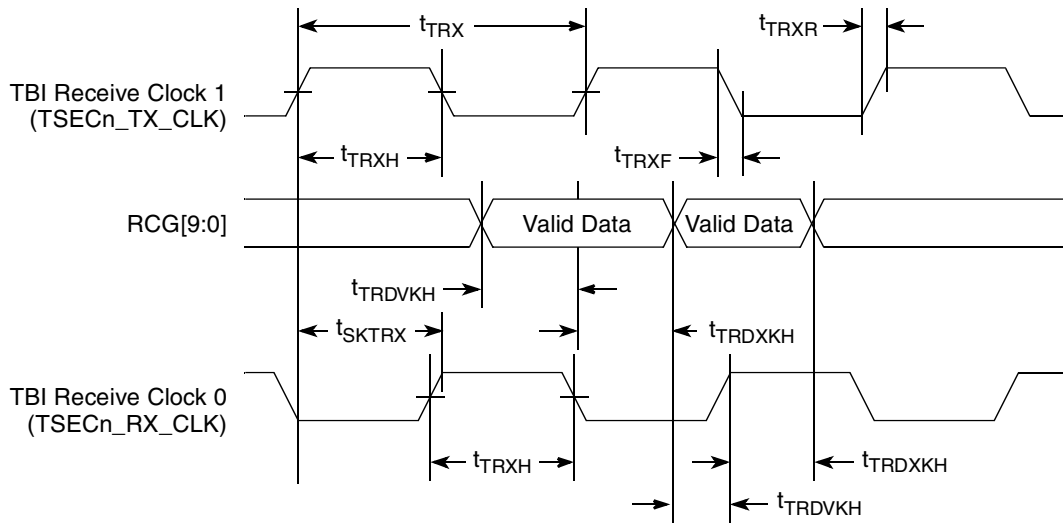 tTRX
tTRXR
TBI Receive Clock 1
(TSECn_TX_CLK)
tTRXH
tTRXF
RCG[9:0]
Valid Data
Valid Data
tTRDVKH
tSKTRX
tTRDXKH
TBI Receive Clock 0
(TSECn_RX_CLK)
tTRXH
tTRDXKH
tTRDVKH